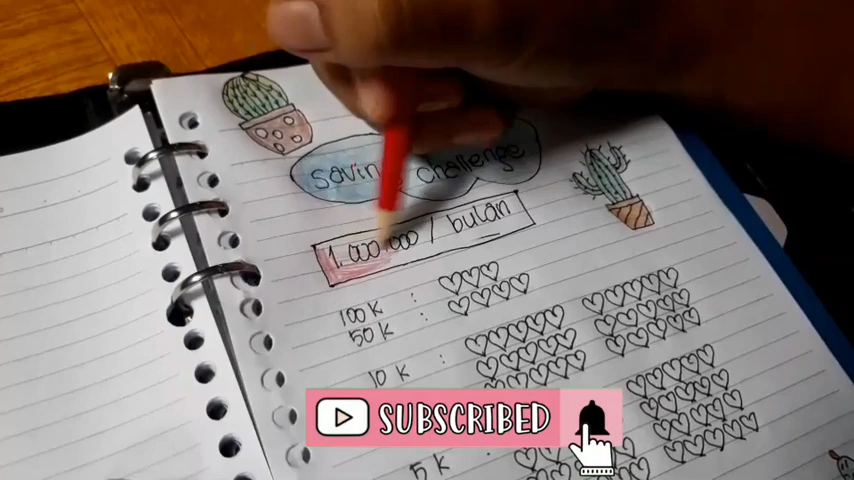 saving challenge
1.000.000 / bulan
100 K :
50 K :
10 K :
5 K :
SUBSCRIBED